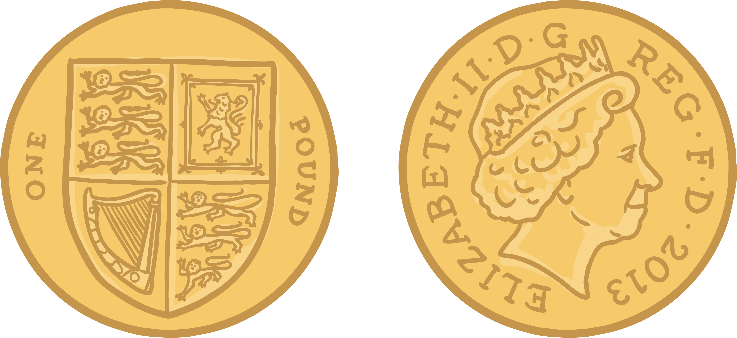 ONE
POUND
ELIZABETH·II·D·G
REG·F·D·2013